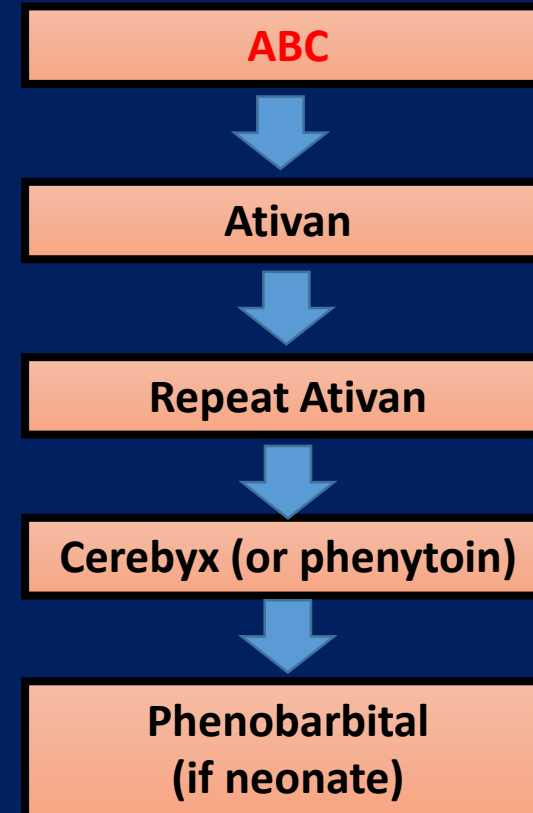 ABC
Ativan
Repeat Ativan
Cerebyx (or phenytoin)
Phenobarbital
(if neonate)